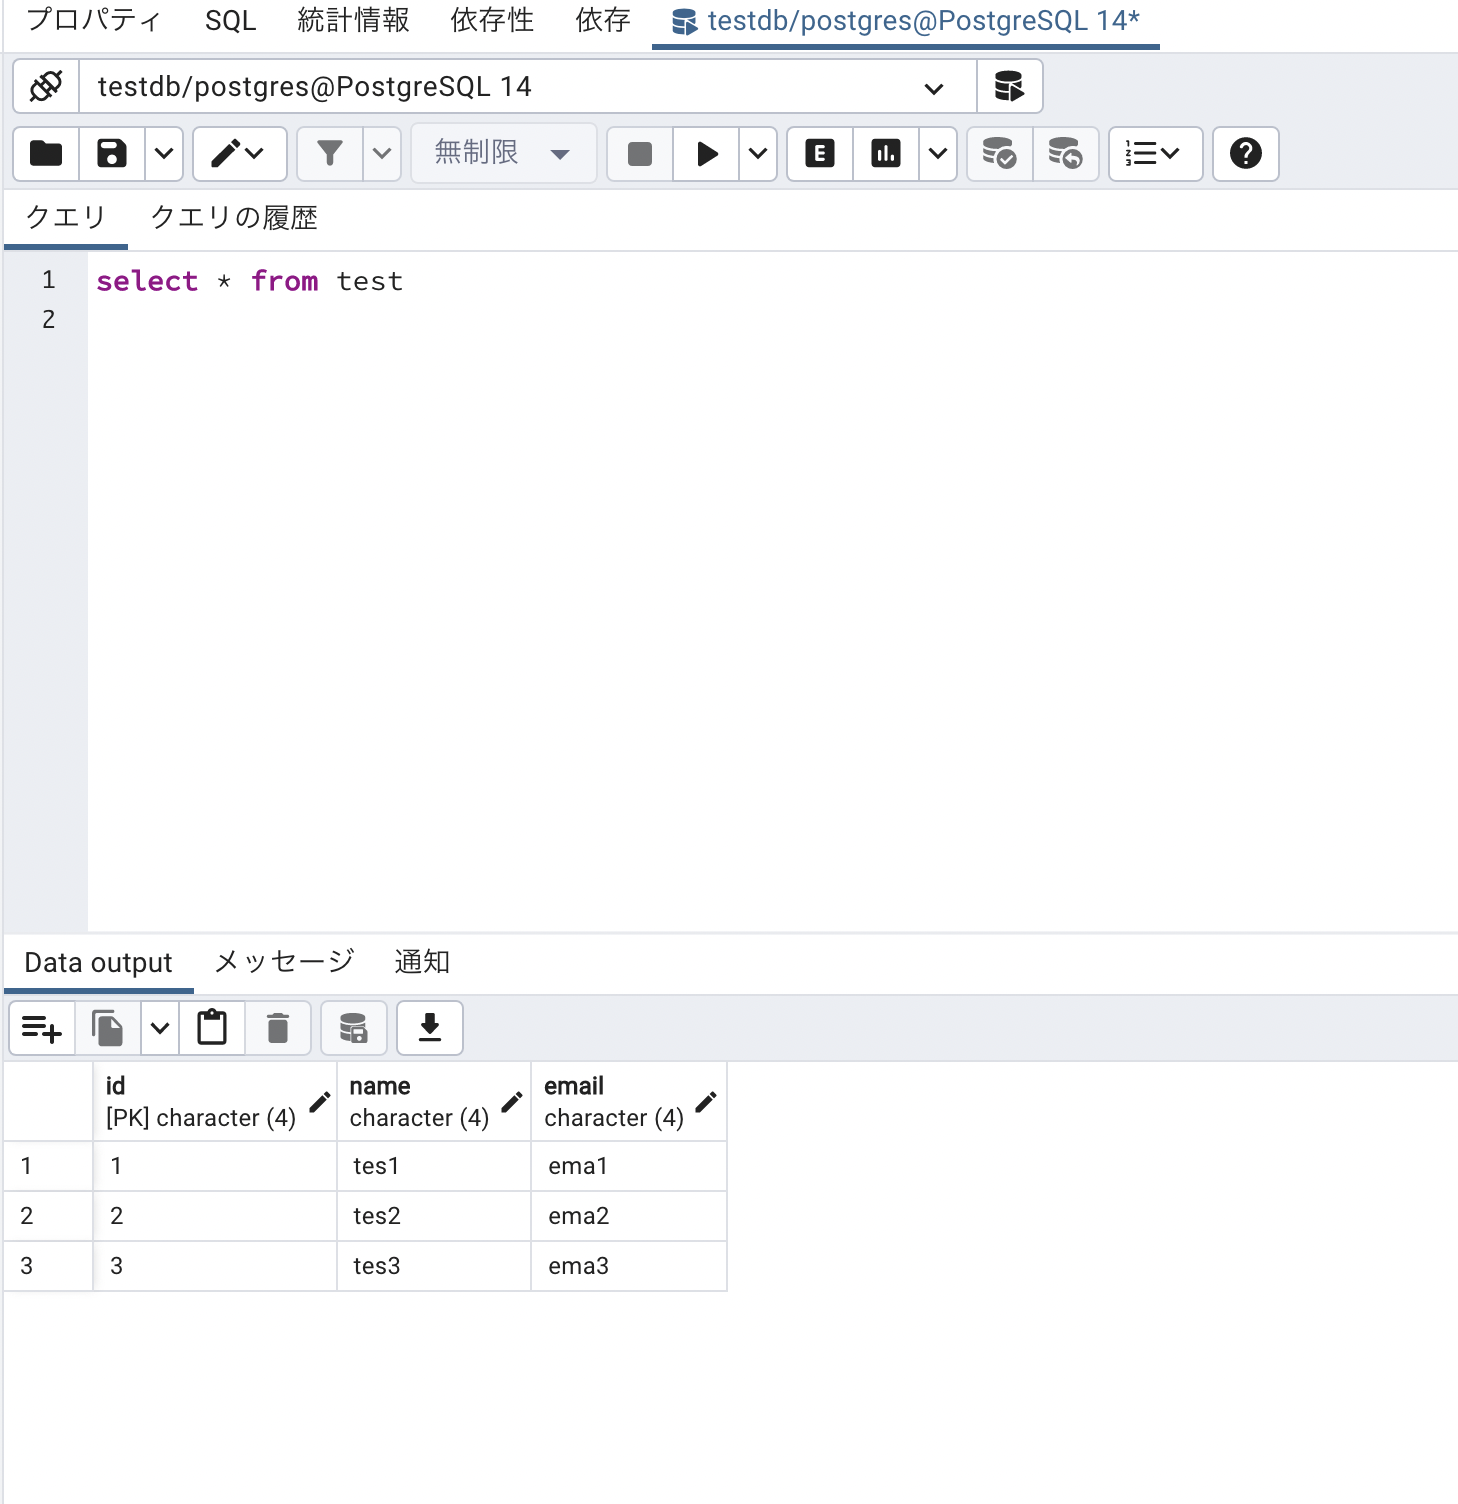 プロパティ SQL 統計情報 依存性 依存 testdb/postgres@PostgreSQL 14*
testdb/postgres@PostgreSQL 14
無制限 E
クエリ クエリの履歴
1 select * from test
2
Data output メッセージ 通知
id name email
[PK] character (4) character (4) character (4)
1 1 tes1 ema1
2 2 tes2 ema2
3 3 tes3 ema3